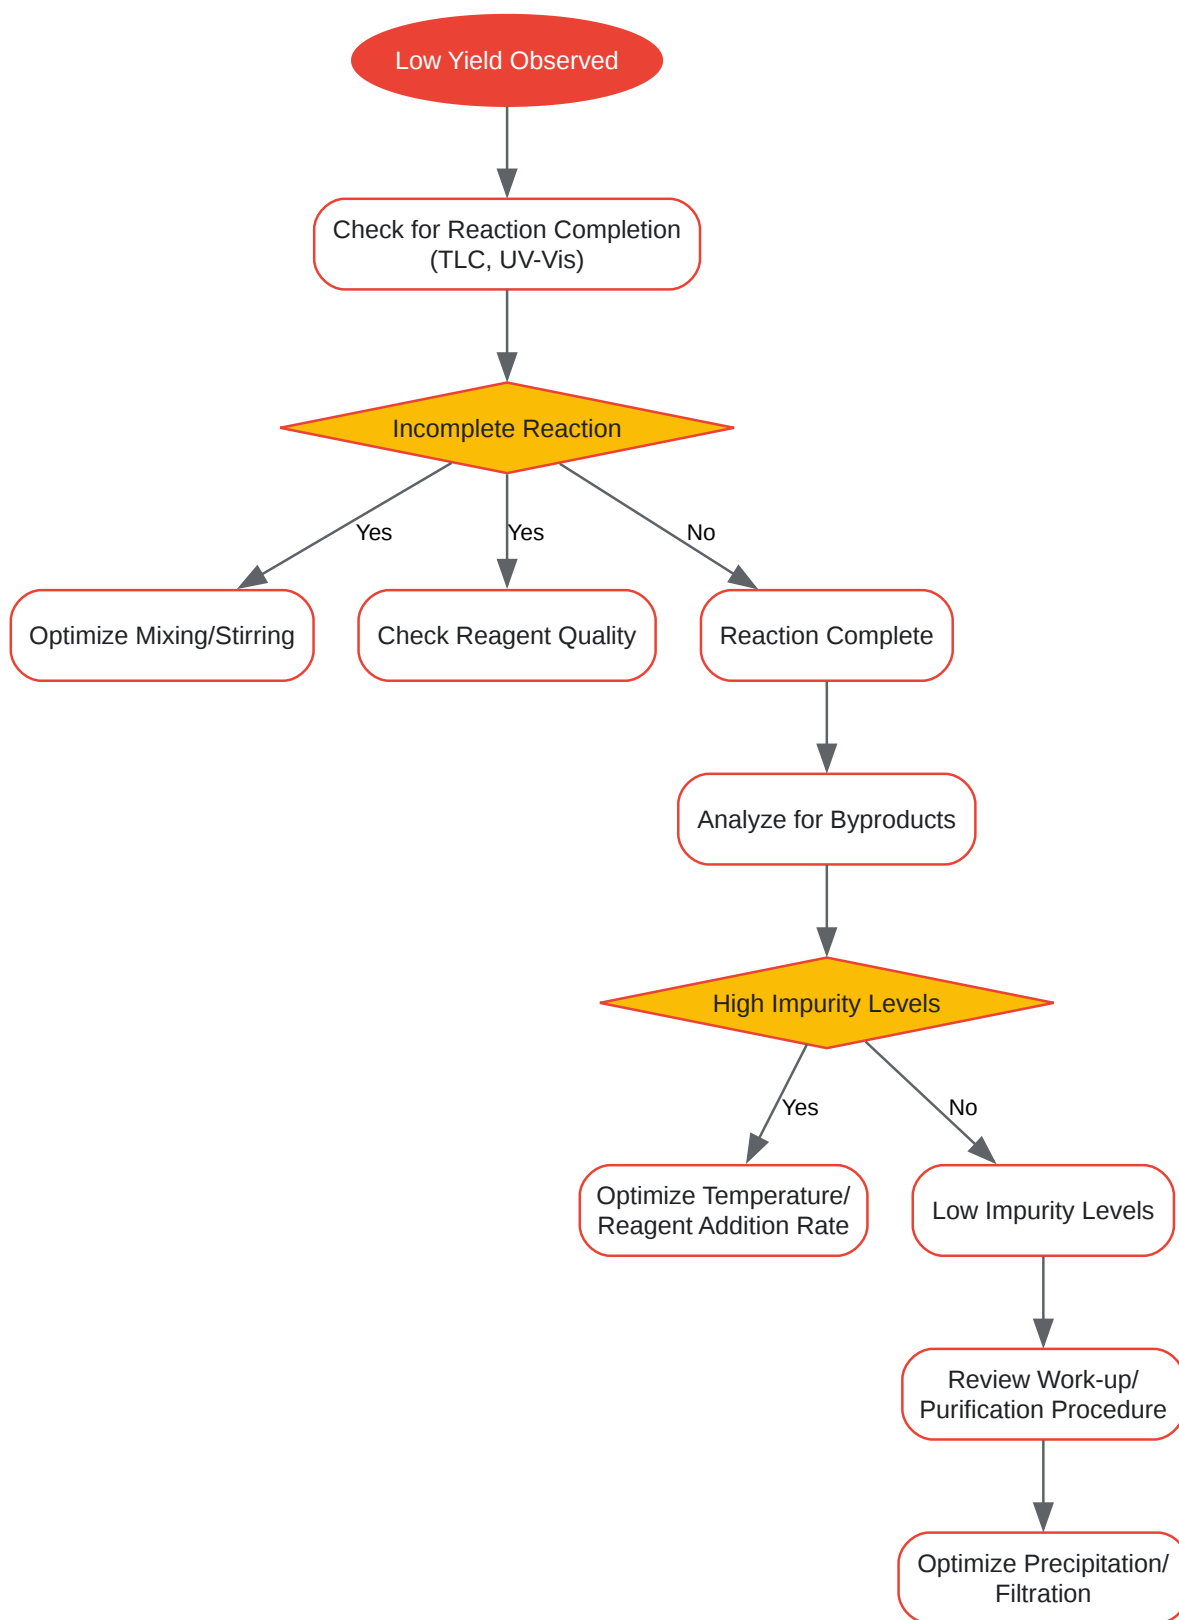 Low Yield Observed
Check for Reaction Completion
(TLC, UV-Vis)
Incomplete Reaction
Yes
Yes
No
Optimize Mixing/Stirring
Check Reagent Quality
Reaction Complete
Analyze for Byproducts
High Impurity Levels
Yes
No
Optimize Temperature/
Reagent Addition Rate
Low Impurity Levels
Review Work-up/
Purification Procedure
Optimize Precipitation/
Filtration